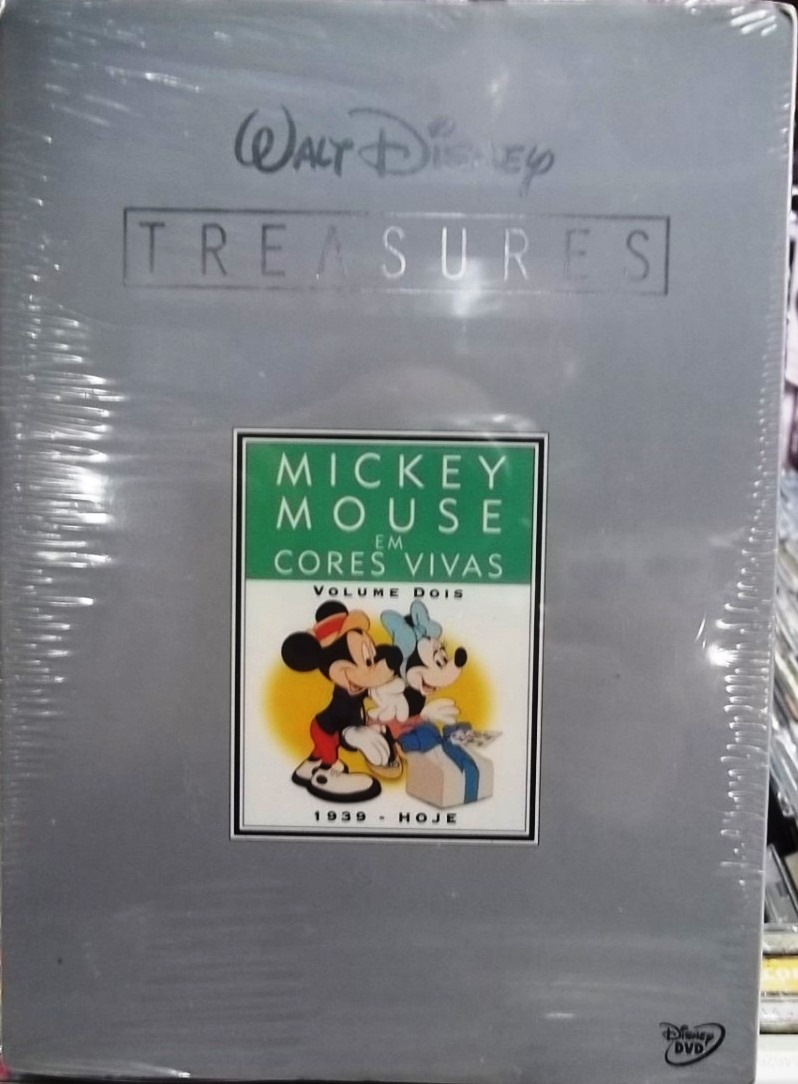 WALT DISNEY
TREASURES
MICKEY
MOUSE
EM
CORES VIVAS
VOLUME DOIS
1939 - HOJE
DISNEY
DVD